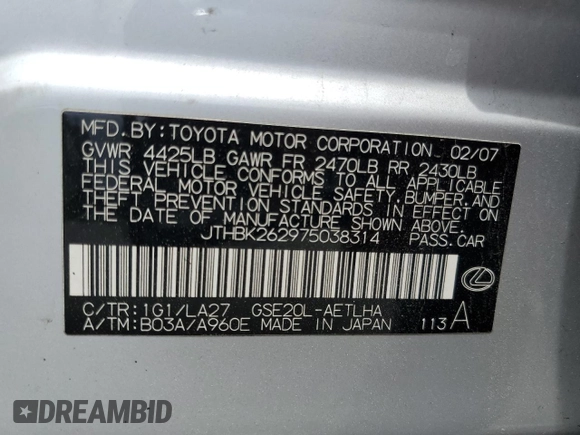 MFD. BY: TOYOTA MOTOR CORPORATION 02/07
GVWR 4425LB GAWR FR 2470LB RR 2430LB
THIS VEHICLE CONFORMS TO ALL APPLICABLE
FEDERAL MOTOR VEHICLE SAFETY, BUMPER, AND
THEFT PREVENTION STANDARDS IN EFFECT ON
THE DATE OF MANUFACTURE SHOWN ABOVE.
JTHBK262975038314 PASS.CAR
C/TR: 1G1/LA27 GSE20L-AETLHA
A/TM: B03A/A960E MADE IN JAPAN 113 A
DREAMBID